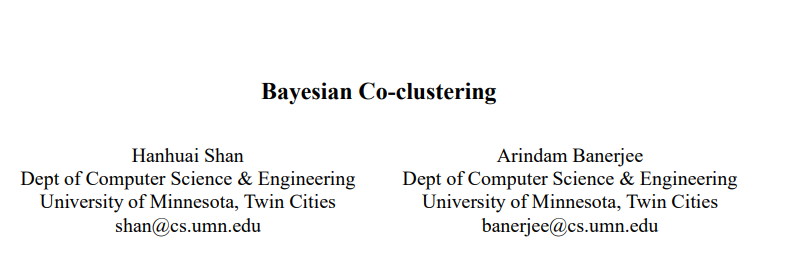 Bayesian Co-clustering
Hanhuai Shan
Dept of Computer Science & Engineering
University of Minnesota, Twin Cities
shan@cs.umn.edu
Arindam Banerjee
Dept of Computer Science & Engineering
University of Minnesota, Twin Cities
banerjee@cs.umn.edu